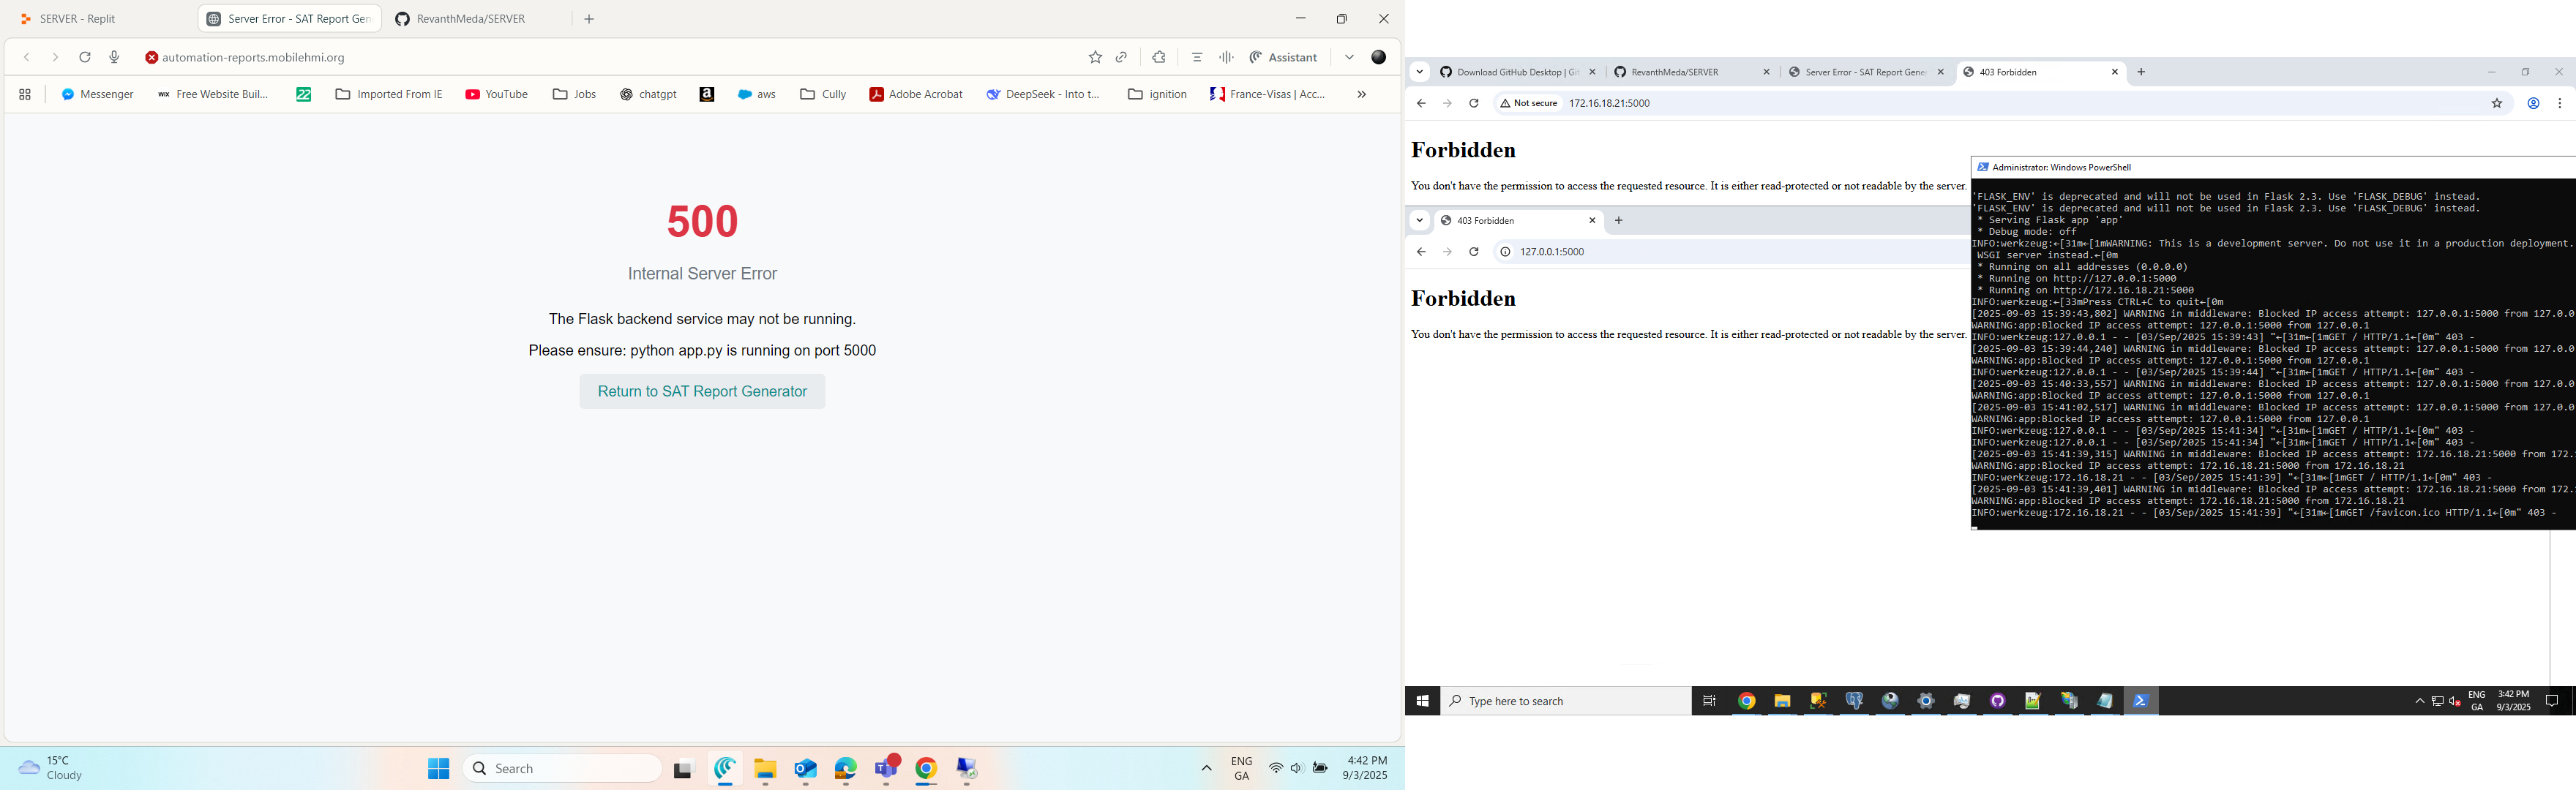 SERVER - Replit
Server Error - SAT Report Gen
RevanthMeda/SERVER
automation-reports.mobilehmi.org
Assistant
Messenger
WIX Free Website Buil...
22
Imported From IE
YouTube
Jobs
chatgpt
a
aws
Cully
Adobe Acrobat
DeepSeek - Into t...
ignition
France-Visas | Acc...
500
Internal Server Error
The Flask backend service may not be running.
Please ensure: python app.py is running on port 5000
Return to SAT Report Generator
15°C
Cloudy
Search
ENG
GA
4:42 PM
9/3/2025
Download GitHub Desktop | Git
RevanthMeda/SERVER
Server Error - SAT Report Gene
403 Forbidden
Not secure
172.16.18.21:5000
Forbidden
You don't have the permission to access the requested resource. It is either read-protected or not readable by the server.
403 Forbidden
127.0.0.1:5000
Forbidden
You don't have the permission to access the requested resource. It is either read-protected or not readable by the server.
Administrator: Windows PowerShell
'FLASK_ENV' is deprecated and will not be used in Flask 2.3. Use 'FLASK_DEBUG' instead.
'FLASK_ENV' is deprecated and will not be used in Flask 2.3. Use 'FLASK_DEBUG' instead.
* Serving Flask app 'app'
* Debug mode: off
INFO:werkzeug:←[31m←[1mWARNING: This is a development server. Do not use it in a production deployment.
WSGI server instead.←[0m
* Running on all addresses (0.0.0.0)
* Running on http://127.0.0.1:5000
* Running on http://172.16.18.21:5000
INFO:werkzeug:←[33mPress CTRL+C to quit←[0m
[2025-09-03 15:39:43,802] WARNING in middleware: Blocked IP access attempt: 127.0.0.1:5000 from 127.0.0
WARNING:app:Blocked IP access attempt: 127.0.0.1:5000 from 127.0.0.1
INFO:werkzeug:127.0.0.1 - - [03/Sep/2025 15:39:43] "←[31m←[1mGET / HTTP/1.1←[0m" 403 -
[2025-09-03 15:39:44,240] WARNING in middleware: Blocked IP access attempt: 127.0.0.1:5000 from 127.0.0
WARNING:app:Blocked IP access attempt: 127.0.0.1:5000 from 127.0.0.1
INFO:werkzeug:127.0.0.1 - - [03/Sep/2025 15:39:44] "←[31m←[1mGET / HTTP/1.1←[0m" 403 -
[2025-09-03 15:40:33,557] WARNING in middleware: Blocked IP access attempt: 127.0.0.1:5000 from 127.0.0
WARNING:app:Blocked IP access attempt: 127.0.0.1:5000 from 127.0.0.1
[2025-09-03 15:41:02,517] WARNING in middleware: Blocked IP access attempt: 127.0.0.1:5000 from 127.0.0
WARNING:app:Blocked IP access attempt: 127.0.0.1:5000 from 127.0.0.1
INFO:werkzeug:127.0.0.1 - - [03/Sep/2025 15:41:34] "←[31m←[1mGET / HTTP/1.1←[0m" 403 -
INFO:werkzeug:127.0.0.1 - - [03/Sep/2025 15:41:34] "←[31m←[1mGET / HTTP/1.1←[0m" 403 -
[2025-09-03 15:41:39,315] WARNING in middleware: Blocked IP access attempt: 172.16.18.21:5000 from 172.
WARNING:app:Blocked IP access attempt: 172.16.18.21:5000 from 172.16.18.21
INFO:werkzeug:172.16.18.21 - - [03/Sep/2025 15:41:39] "←[31m←[1mGET / HTTP/1.1←[0m" 403 -
[2025-09-03 15:41:39,401] WARNING in middleware: Blocked IP access attempt: 172.16.18.21:5000 from 172.
WARNING:app:Blocked IP access attempt: 172.16.18.21:5000 from 172.16.18.21
INFO:werkzeug:172.16.18.21 - - [03/Sep/2025 15:41:39] "←[31m←[1mGET /favicon.ico HTTP/1.1←[0m" 403 -
Type here to search
ENG
GA
3:42 PM
9/3/2025